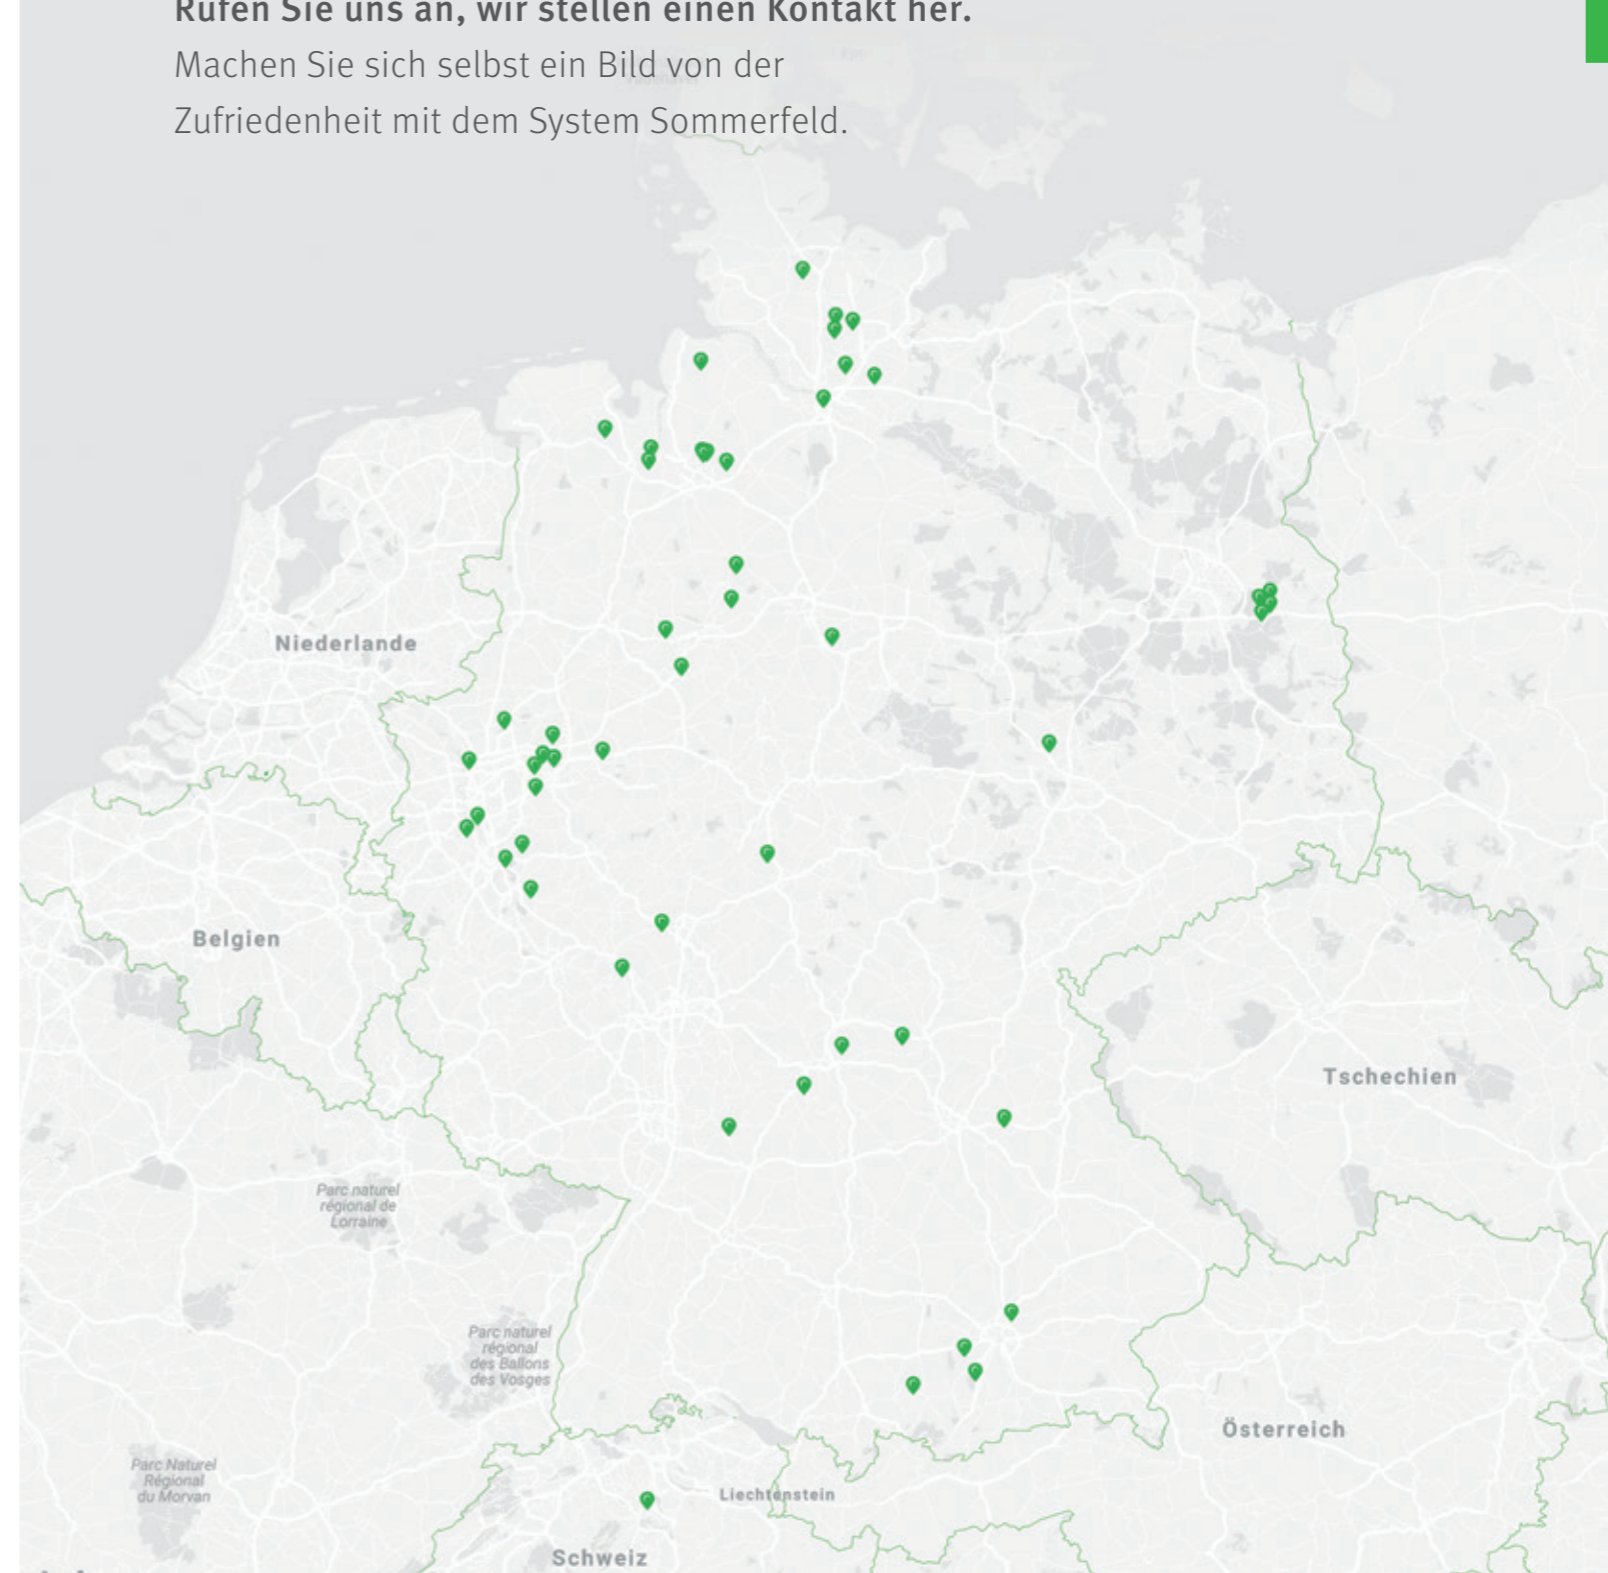 Rufen Sie uns an, wir stellen einen Kontakt her.
Machen Sie sich selbst ein Bild von der
Zufriedenheit mit dem System Sommerfeld.
Niederlande
Belgien
Tschechien
Parc naturel
régional de
Lorraine
Parc naturel
régional
des Ballons
des Vosges
Österreich
Parc Naturel
Régional
du Morvan
Liechtenstein
Schweiz